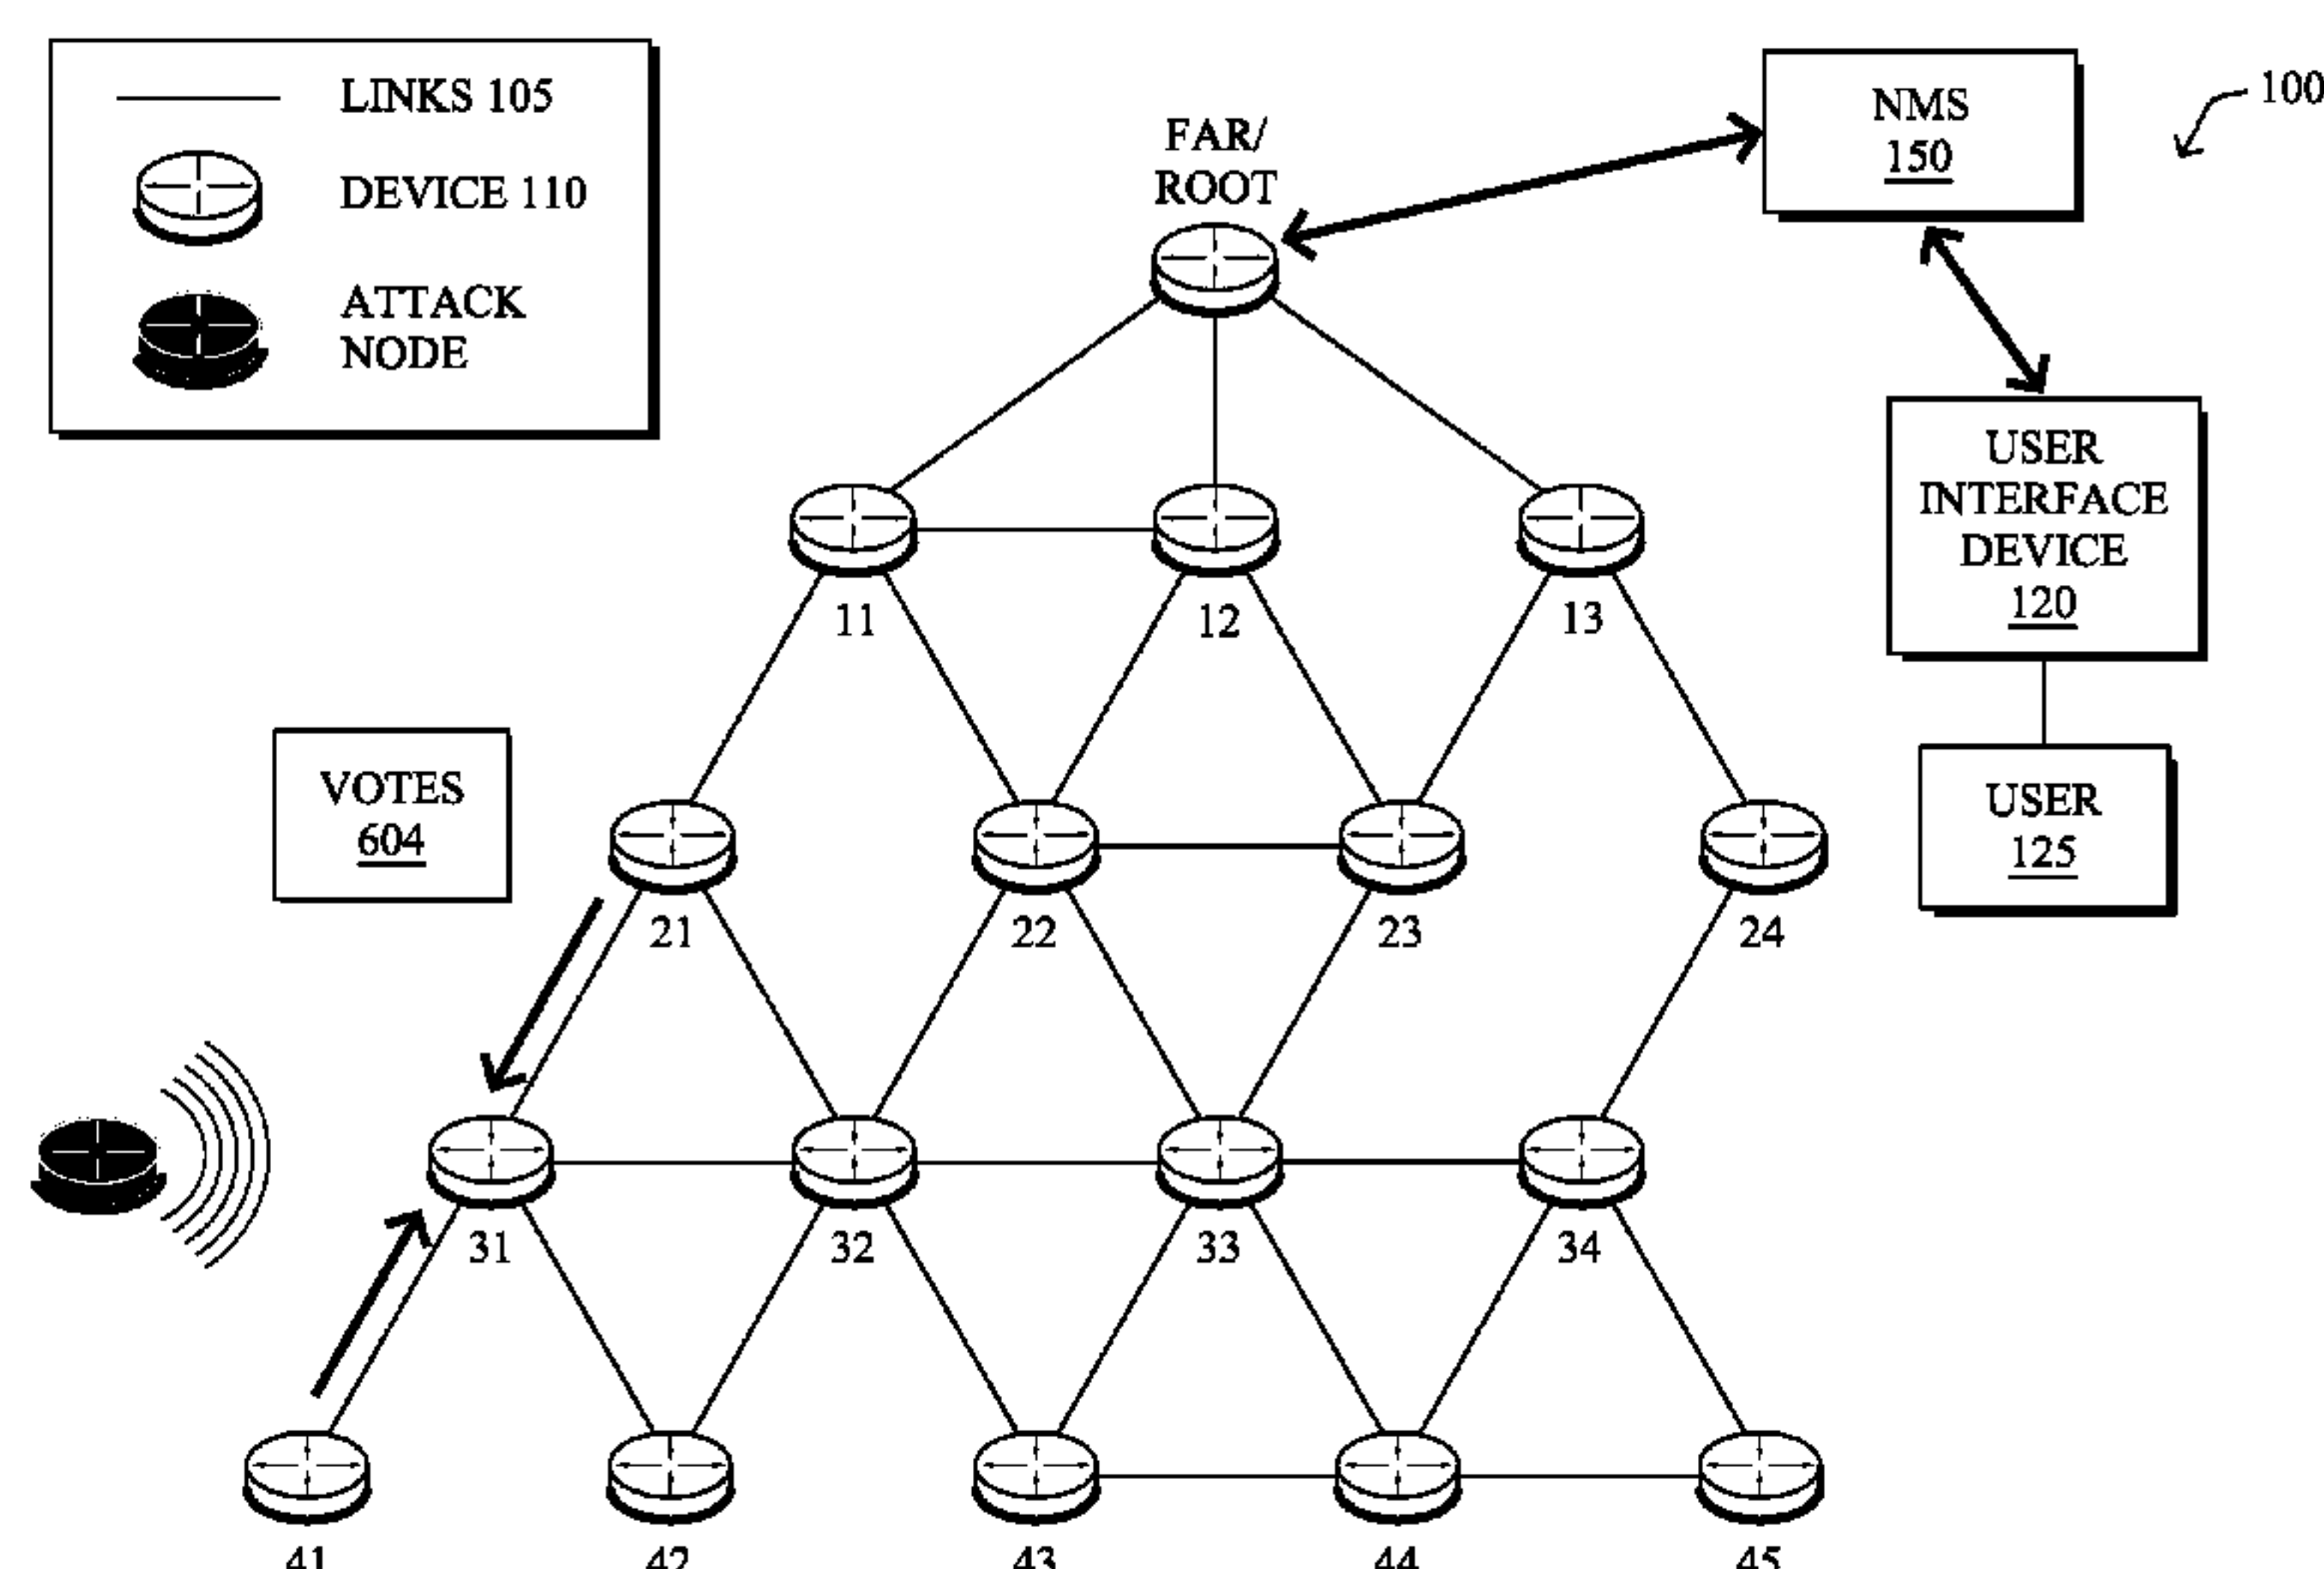 LINKS 105
DEVICE 110
ATTACK
NODE
FAR/
ROOT
NMS
150
100
USER
INTERFACE
DEVICE
120
11
12
13
VOTES
604
USER
125
21
22
23
24
31
32
33
34
41
42
43
44
45